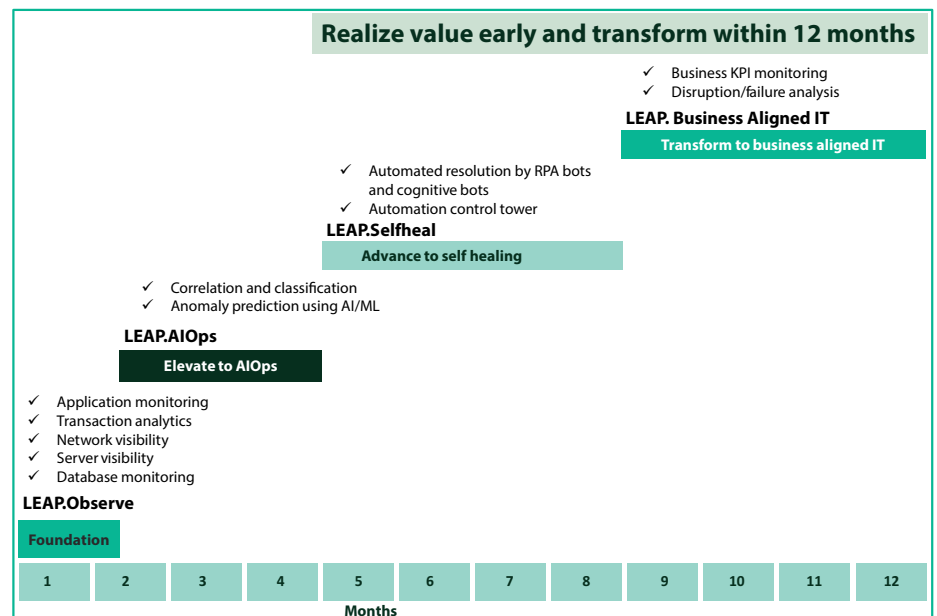 Realize value early and transform within 12 months
✓ Business KPI monitoring
✓ Disruption/failure analysis
LEAP. Business Aligned IT
Transform to business aligned IT
✓ Automated resolution by RPA bots
and cognitive bots
✓ Automation control tower
LEAP.Selfheal
Advance to self healing
✓ Correlation and classification
✓ Anomaly prediction using AI/ML
LEAP.AIOps
Elevate to AIOps
✓ Application monitoring
✓ Transaction analytics
✓ Network visibility
✓ Server visibility
✓ Database monitoring
LEAP.Observe
Foundation
1 2 3 4 5 6 7 8 9 10 11 12
Months